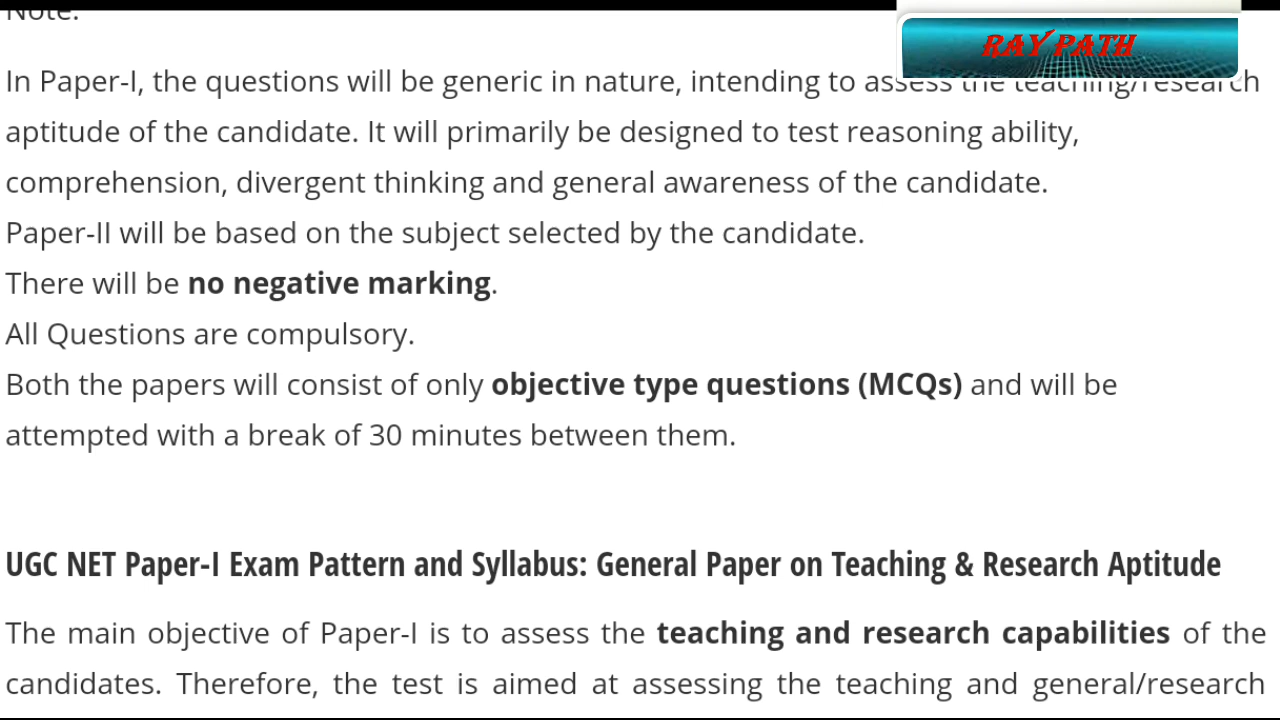 Note:
RAY PATH
In Paper-I, the questions will be generic in nature, intending to assess the teaching/research
aptitude of the candidate. It will primarily be designed to test reasoning ability,
comprehension, divergent thinking and general awareness of the candidate.
Paper-II will be based on the subject selected by the candidate.
There will be no negative marking.
All Questions are compulsory.
Both the papers will consist of only objective type questions (MCQs) and will be
attempted with a break of 30 minutes between them.
UGC NET Paper-I Exam Pattern and Syllabus: General Paper on Teaching & Research Aptitude
The main objective of Paper-I is to assess the teaching and research capabilities of the
candidates. Therefore, the test is aimed at assessing the teaching and general/research